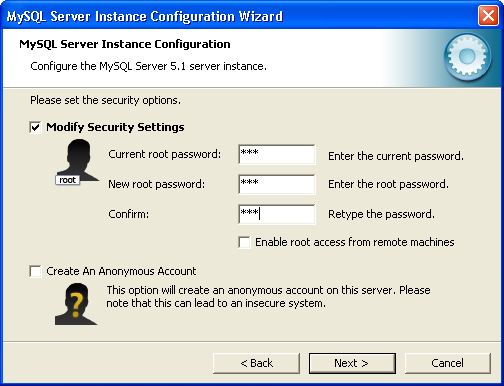 MySQL Server Instance Configuration Wizard
MySQL Server Instance Configuration
Configure the MySQL Server 5.1 server instance.
Please set the security options.
Modify Security Settings
root
Current root password: *** Enter the current password.
New root password: *** Enter the root password.
Confirm: *** Retype the password.
Enable root access from remote machines
Create An Anonymous Account
?
This option will create an anonymous account on this server. Please
note that this can lead to an insecure system.
< Back Next > Cancel